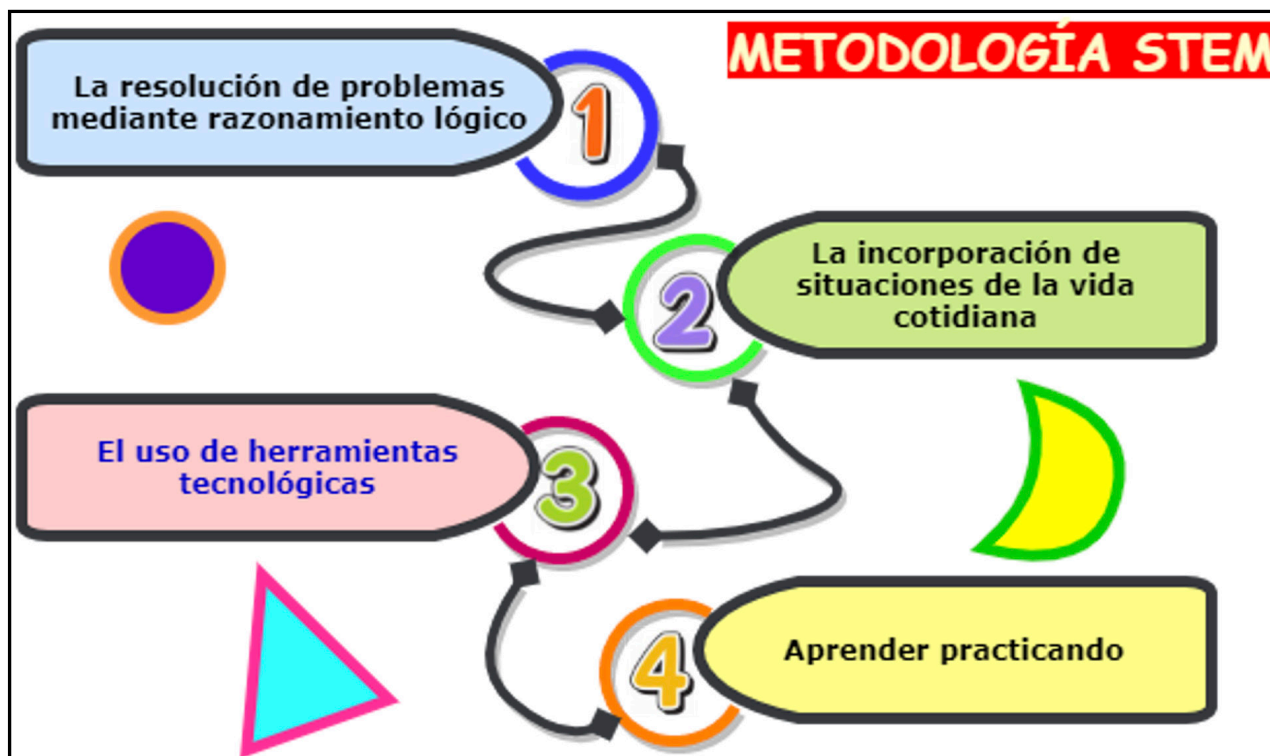 METODOLOGÍA STEM
La resolución de problemas
mediante razonamiento lógico
1
2
La incorporación de
situaciones de la vida
cotidiana
El uso de herramientas
tecnológicas
3
4
Aprender practicando